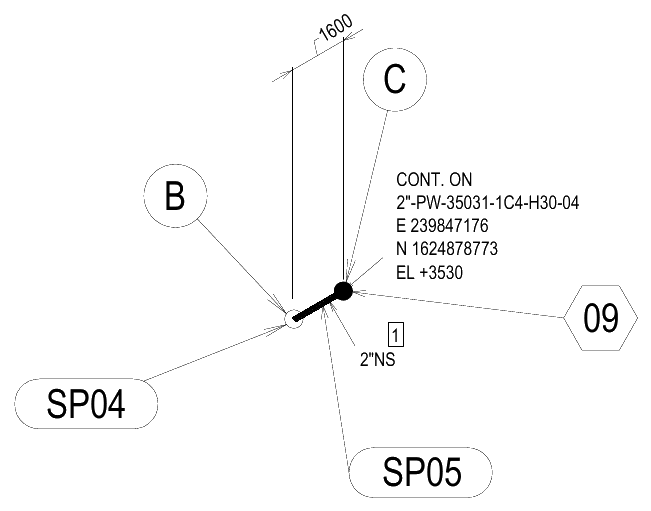 1600
C
B
CONT. ON
2"-PW-35031-1C4-H30-04
E 239847176
N 1624878773
EL +3530
09
1
2"NS
SP04
SP05